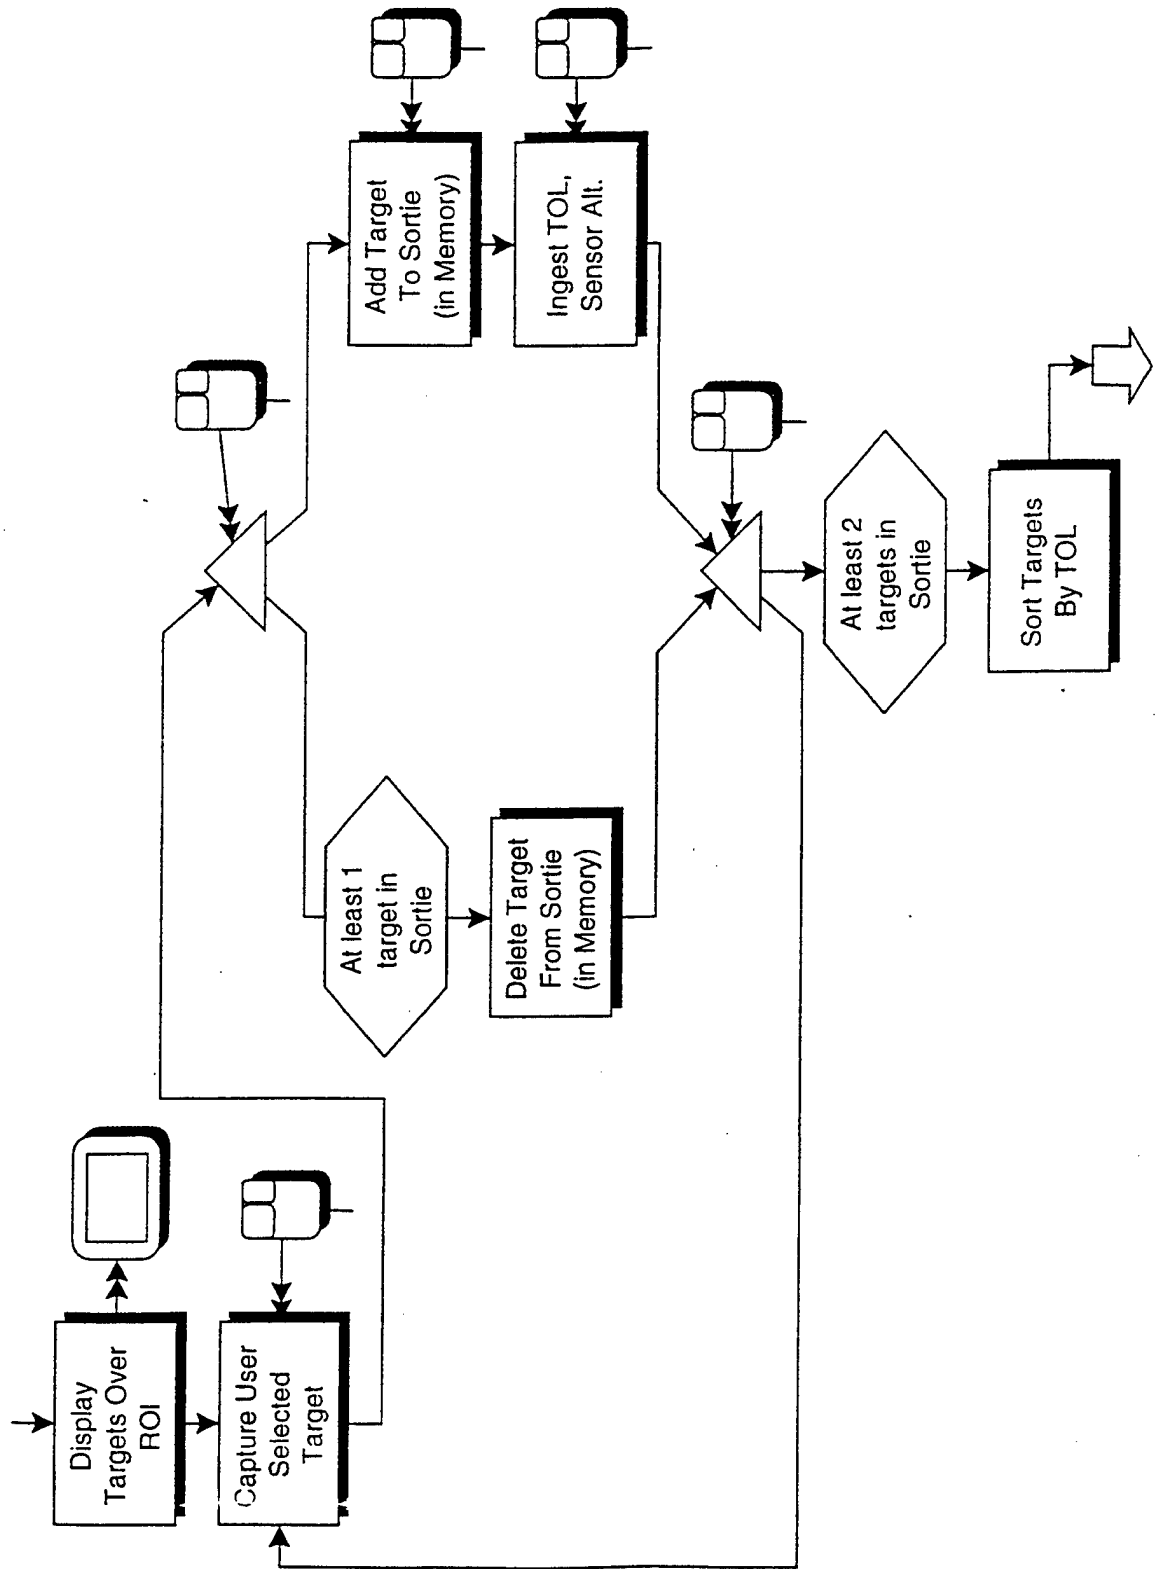 Display
Targets Over
ROI
Capture User
Selected
Target
At least 1
target in
Sortie
Delete Target
From Sortie
(in Memory)
Add Target
To Sortie
(in Memory)
Ingest TOL,
Sensor Alt.
At least 2
targets in
Sortie
Sort Targets
By TOL